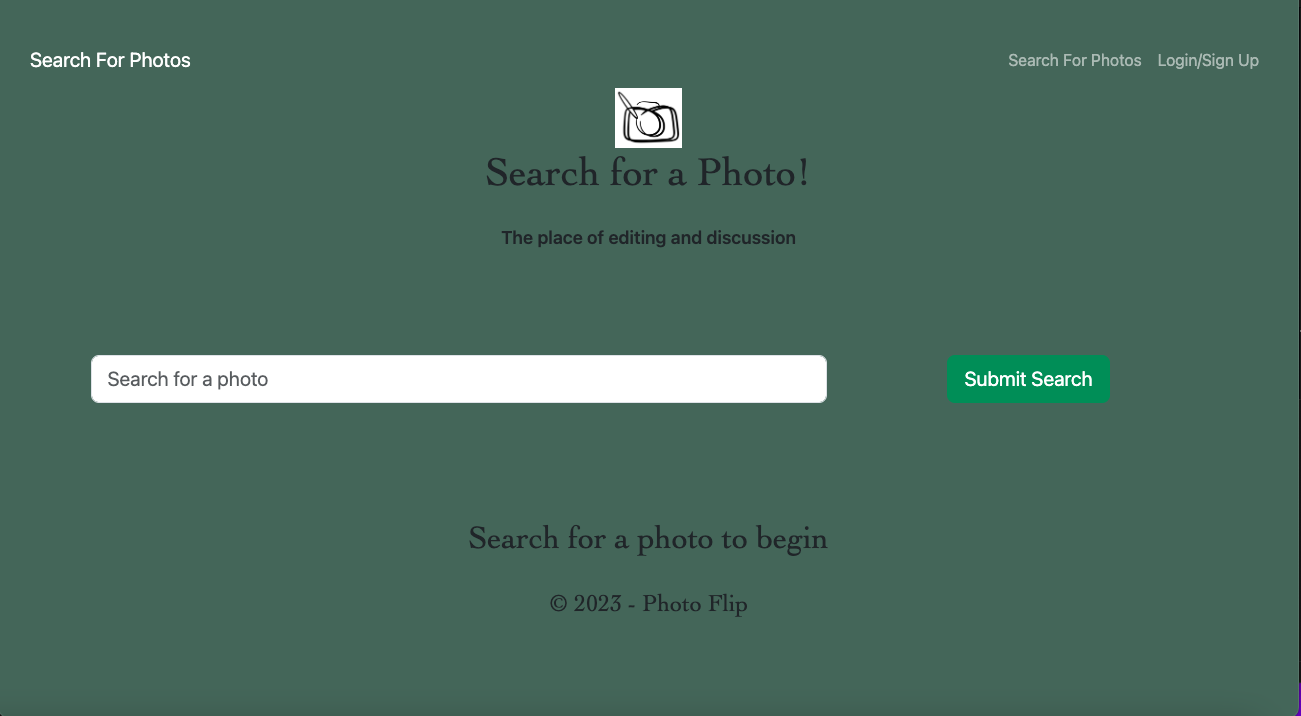 Search For Photos
Search For Photos
Login/Sign Up
Search for a Photo!
The place of editing and discussion
Search for a photo
Submit Search
Search for a photo to begin
© 2023 - Photo Flip